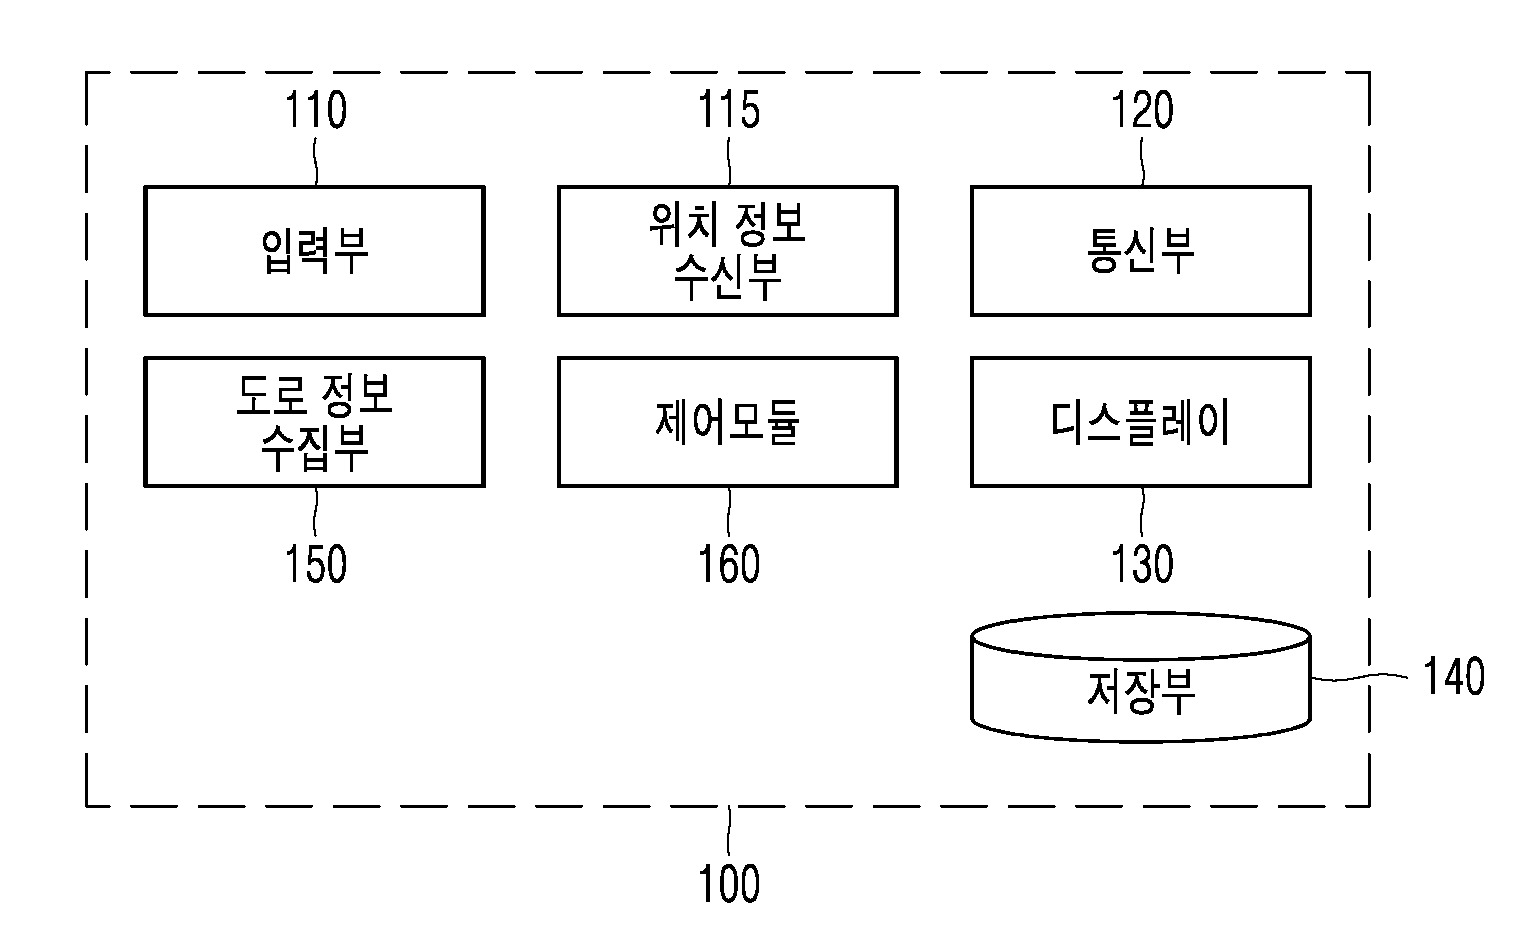 110
115
120
입력부
위치 정보
수신부
통신부
도로 정보
수집부
제어모듈
디스플레이
150
160
130
저장부
140
100